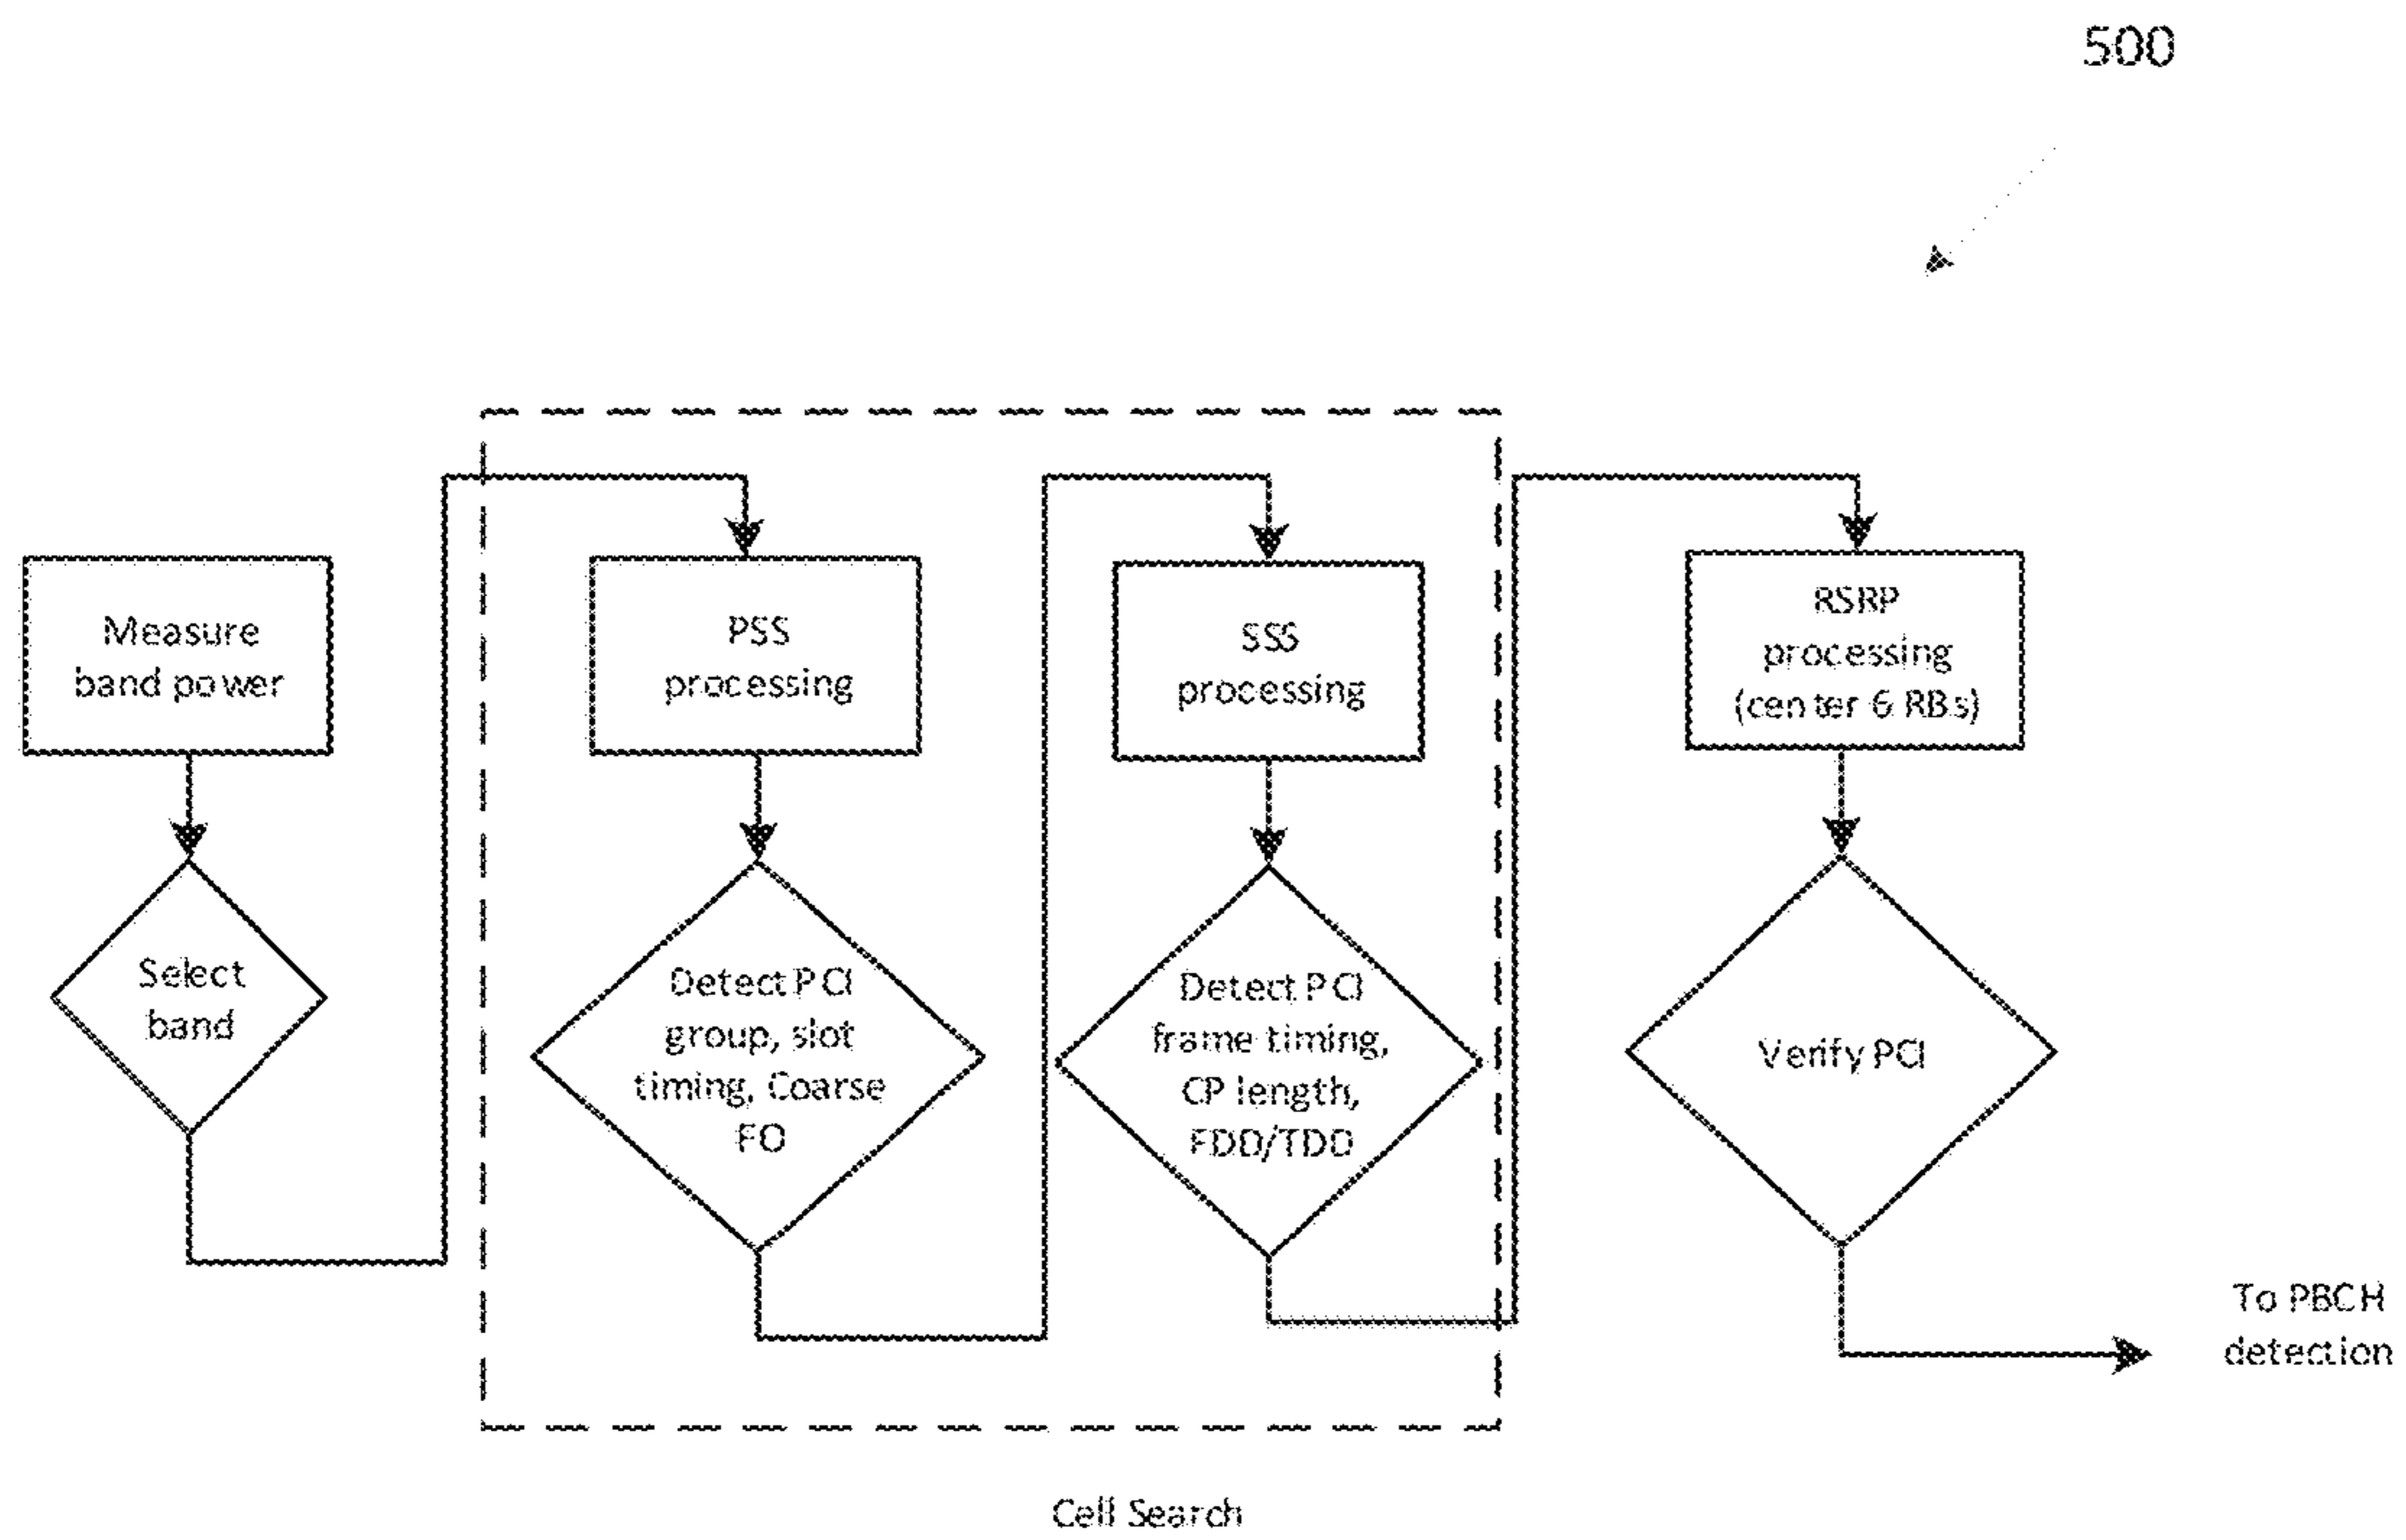 500
Measure
band power
Select
band
PSS
processing
Detect PCI
group, slot
timing, Coarse
FO
SSS
processing
Detect PCI
frame timing,
CP length,
FDD/TDD
RSRP
processing
(center 6 RBs)
Verify PCI
To PBCH
detection
Cell Search